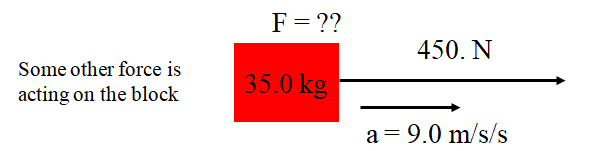 F = ??
450. N
Some other force is
acting on the block
35.0 kg
a = 9.0 m/s/s